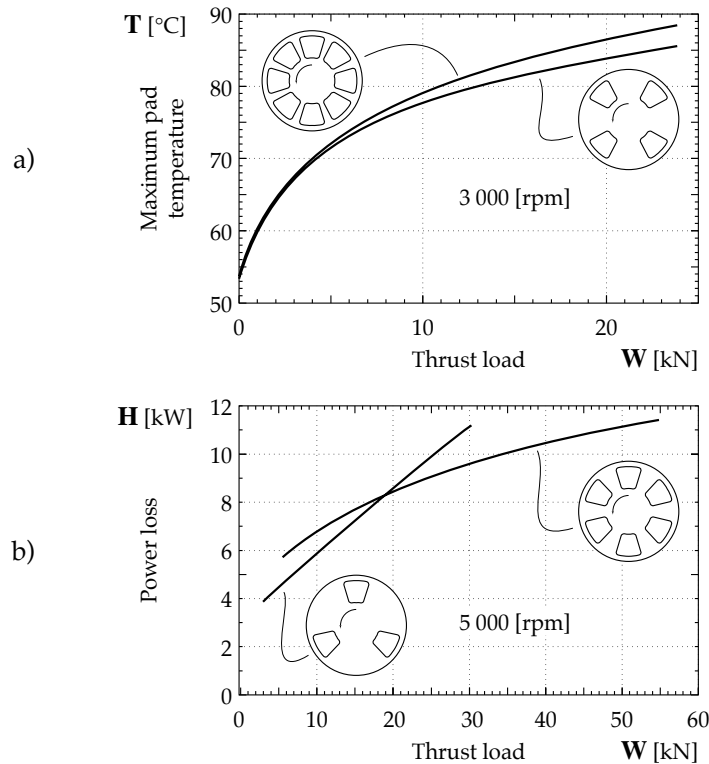 a)
T [°C]
Maximum pad
temperature
90
80
70
60
50
3 000 [rpm]
0
10
20
Thrust load
W [kN]
b)
H [kW]
Power loss
12
10
8
6
4
2
0
5 000 [rpm]
0
10
20
30
40
50
60
Thrust load
W [kN]